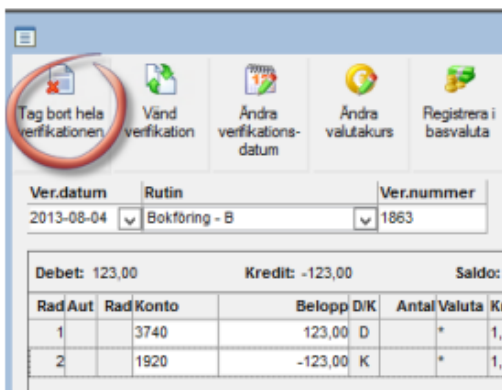 Tag bort hela verifikationen
Vänd verifikation
Ändra verifikations-datum
Ändra valutakurs
Registrera i basvaluta
Ver.datum Rutin Ver.nummer
2013-08-04 Bokföring - B 1863
Debet: 123,00 Kredit: -123,00 Saldo:
Rad Aut Rad Konto Belopp D/K Antal Valuta
1 3740 123,00 D * 1,
2 1920 -123,00 K * 1,